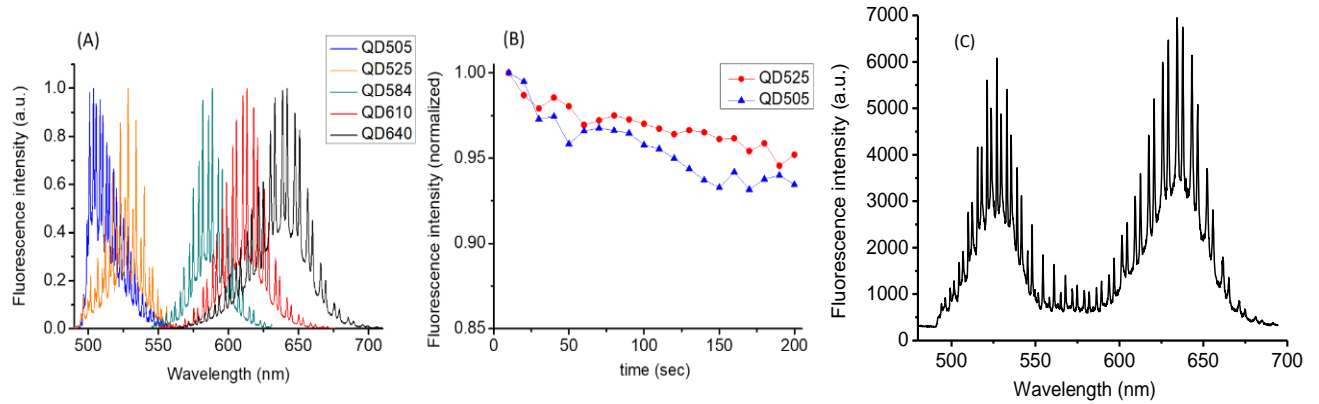 (A)
QD505
QD525
QD584
QD610
QD640
Fluorescence intensity (a.u.)
1.0
0.8
0.6
0.4
0.2
0.0
500
550
600
650
700
Wavelength (nm)
(B)
QD525
QD505
Fluorescence intensity (normalized)
1.00
0.95
0.90
0.85
0
50
100
150
200
time (sec)
(C)
Fluorescence intensity (a.u.)
7000
6000
5000
4000
3000
2000
1000
0
500
550
600
650
700
Wavelength (nm)